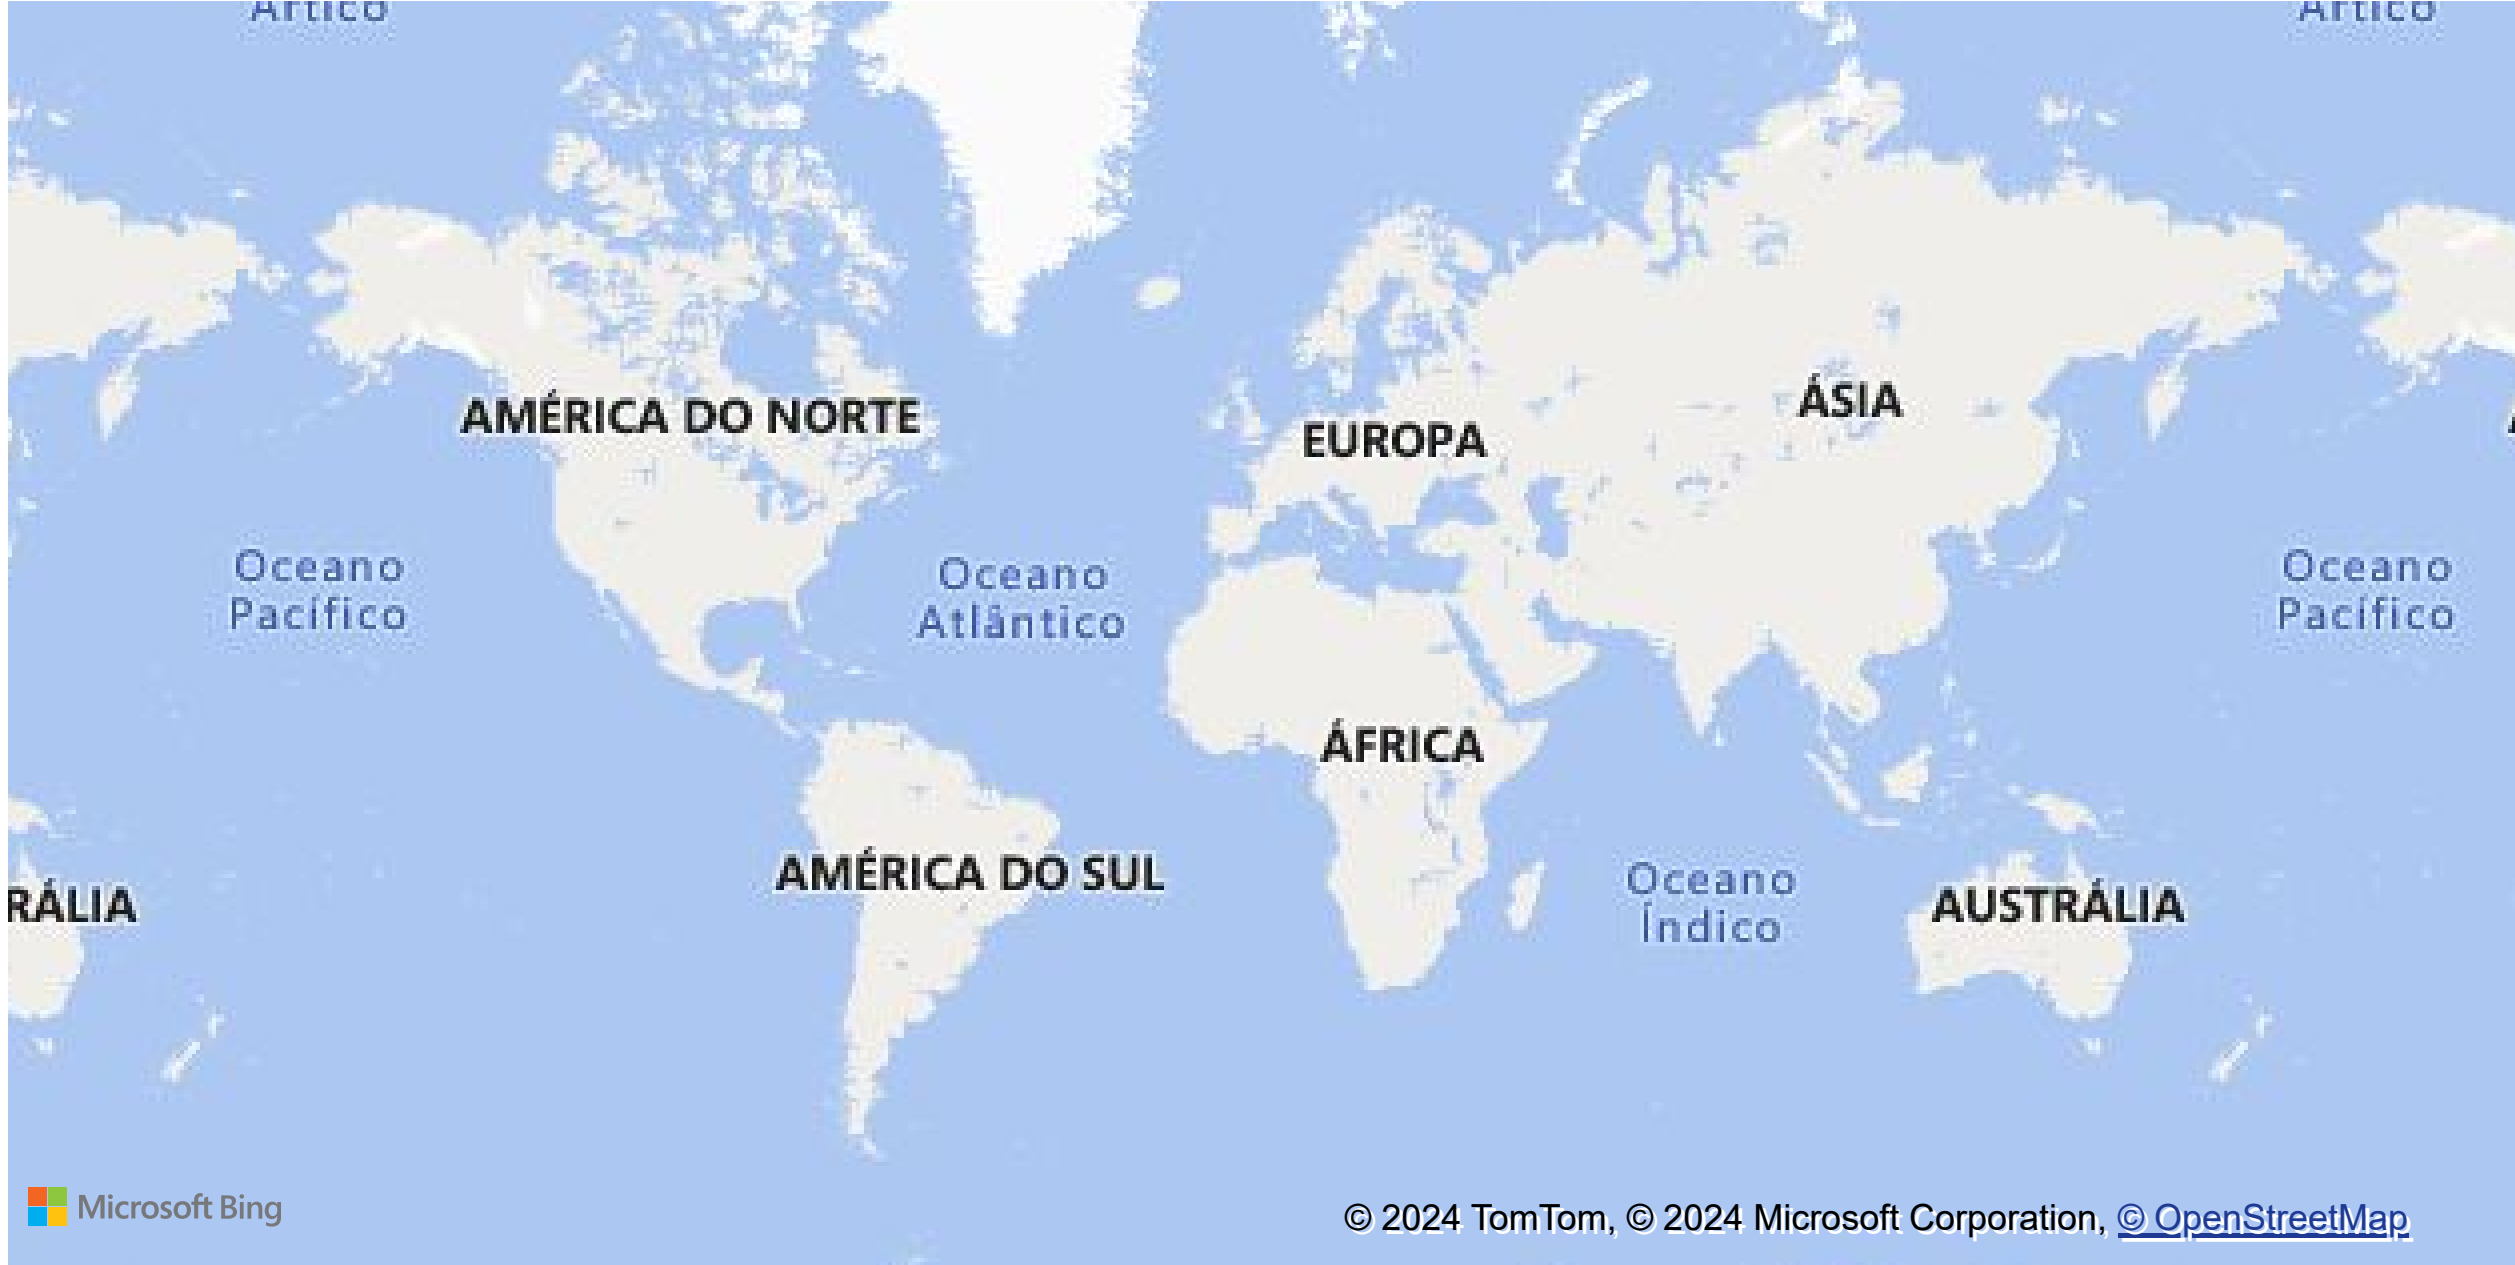 Ártico
Ártico
AMÉRICA DO NORTE
EUROPA
ÁSIA
Oceano
Pacífico
Oceano
Atlântico
Oceano
Pacífico
ÁFRICA
AMÉRICA DO SUL
Oceano
Índico
RÁLIA
AUSTRÁLIA
Microsoft Bing
© 2024 TomTom, © 2024 Microsoft Corporation, © OpenStreetMap